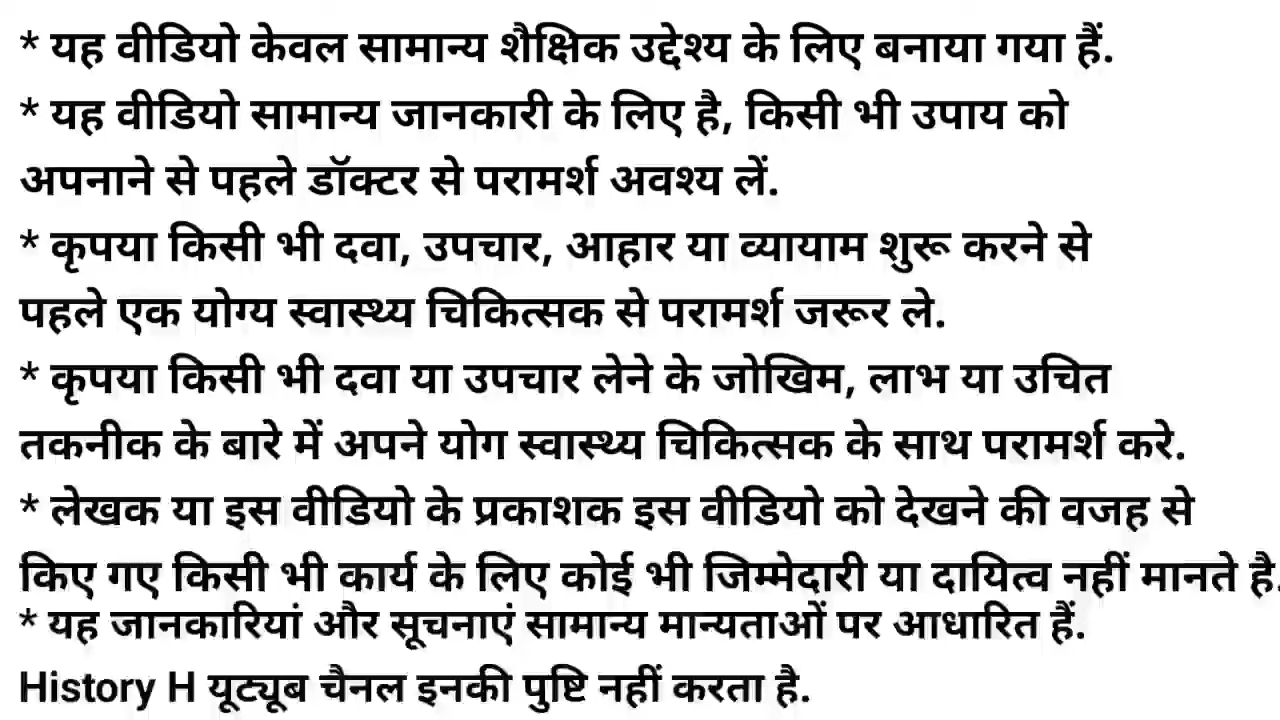 * यह वीडियो केवल सामान्य शैक्षिक उद्देश्य के लिए बनाया गया हैं.
* यह वीडियो सामान्य जानकारी के लिए है, किसी भी उपाय को
अपनाने से पहले डॉक्टर से परामर्श अवश्य लें.
* कृपया किसी भी दवा, उपचार, आहार या व्यायाम शुरू करने से
पहले एक योग्य स्वास्थ्य चिकित्सक से परामर्श जरूर ले.
* कृपया किसी भी दवा या उपचार लेने के जोखिम, लाभ या उचित
तकनीक के बारे में अपने योग स्वास्थ्य चिकित्सक के साथ परामर्श करे.
* लेखक या इस वीडियो के प्रकाशक इस वीडियो को देखने की वजह से
किए गए किसी भी कार्य के लिए कोई भी जिम्मेदारी या दायित्व नहीं मानते है.
* यह जानकारियां और सूचनाएं सामान्य मान्यताओं पर आधारित हैं.
History H यूट्यूब चैनल इनकी पुष्टि नहीं करता है.